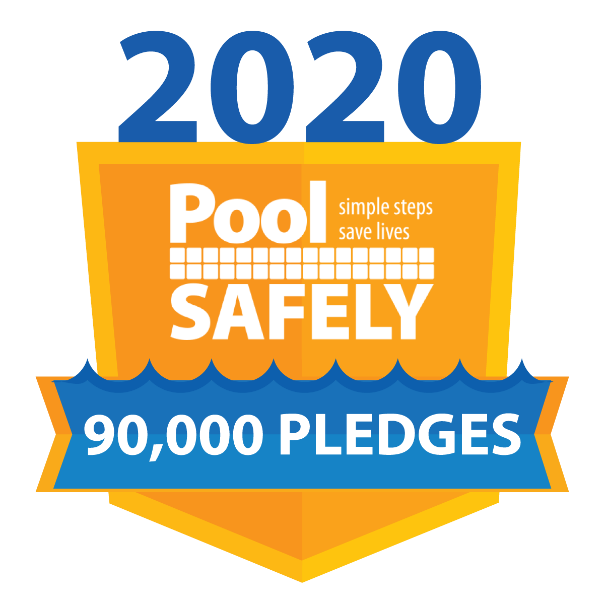 2020
Pool
simple steps
save lives
SAFELY
90,000 PLEDGES